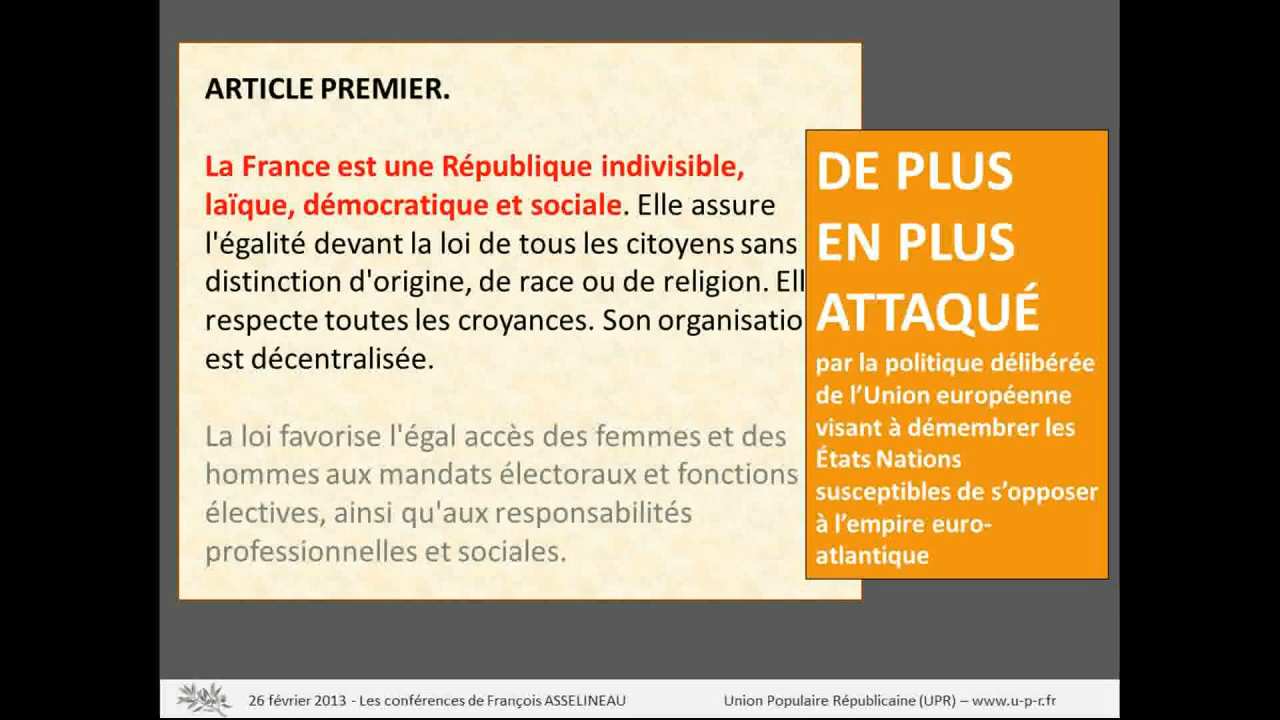 ARTICLE PREMIER.
La France est une République indivisible,
laïque, démocratique et sociale. Elle assure
l'égalité devant la loi de tous les citoyens sans
distinction d'origine, de race ou de religion. Ell
respecte toutes les croyances. Son organisatio
est décentralisée.
La loi favorise l'égal accès des femmes et des
hommes aux mandats électoraux et fonctions
électives, ainsi qu'aux responsabilités
professionnelles et sociales.
DE PLUS
EN PLUS
ATTAQUÉ
par la politique délibérée
de l’Union européenne
visant à démembrer les
États Nations
susceptibles de s’opposer
à l’empire euro-
atlantique
26 février 2013 - Les conférences de François ASSELINEAU
Union Populaire Républicaine (UPR) – www.u-p-r.fr